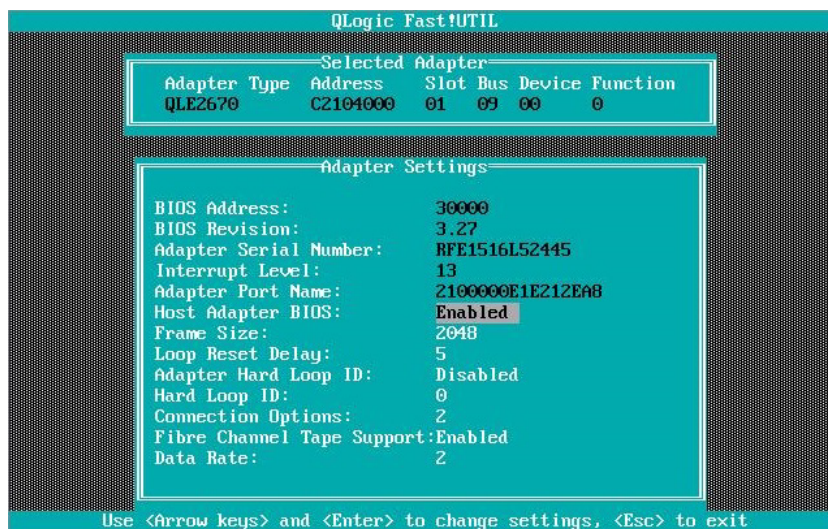 QLogic Fast!UTIL
Selected Adapter
Adapter Type Address Slot Bus Device Function
QLE2670 C2104000 01 09 00 0
Adapter Settings
BIOS Address: 30000
BIOS Revision: 3.27
Adapter Serial Number: RFE1516L52445
Interrupt Level: 13
Adapter Port Name: 2100000E1E212EA8
Host Adapter BIOS: Enabled
Frame Size: 2048
Loop Reset Delay: 5
Adapter Hard Loop ID: Disabled
Hard Loop ID: 0
Connection Options: 2
Fibre Channel Tape Support:Enabled
Data Rate: 2
Use <Arrow keys> and <Enter> to change settings, <Esc> to exit